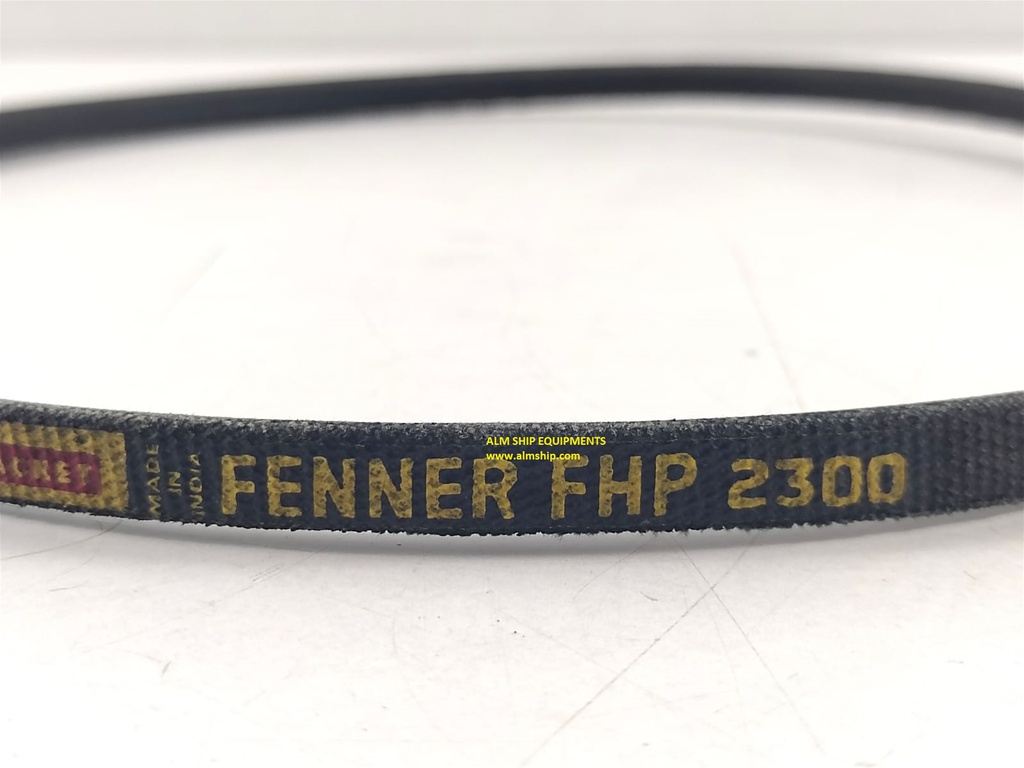 ALM SHIP EQUIPMENTS
www.almship.com
MADE
IN
INDIA
FENNER FHP 2300